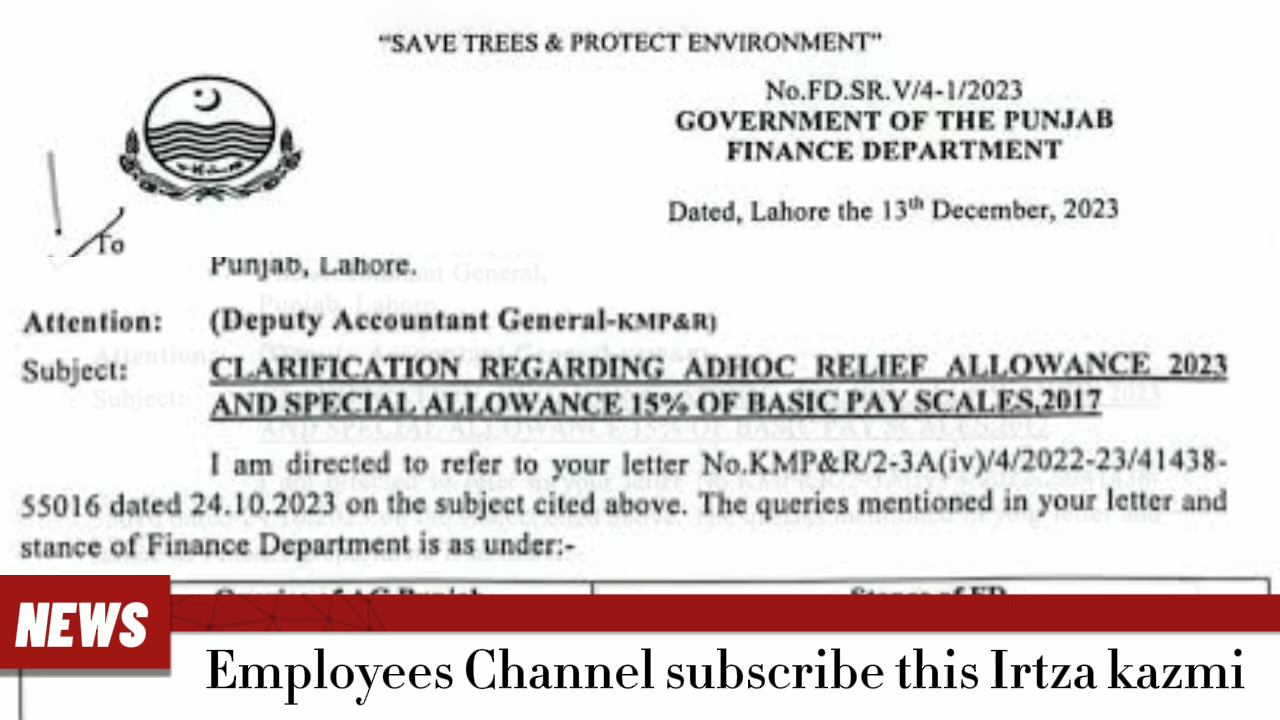 “SAVE TREES & PROTECT ENVIRONMENT”
No.FD.SR.V/4-1/2023
GOVERNMENT OF THE PUNJAB
FINANCE DEPARTMENT
Dated, Lahore the 13th December, 2023
To
Punjab, Lahore.
Attention: (Deputy Accountant General-KMP&R)
Subject: CLARIFICATION REGARDING ADHOC RELIEF ALLOWANCE 2023
AND SPECIAL ALLOWANCE 15% OF BASIC PAY SCALES,2017
I am directed to refer to your letter No.KMP&R/2-3A(iv)/4/2022-23/41438-
55016 dated 24.10.2023 on the subject cited above. The queries mentioned in your letter and
stance of Finance Department is as under:-
NEWS
Employees Channel subscribe this Irtza kazmi